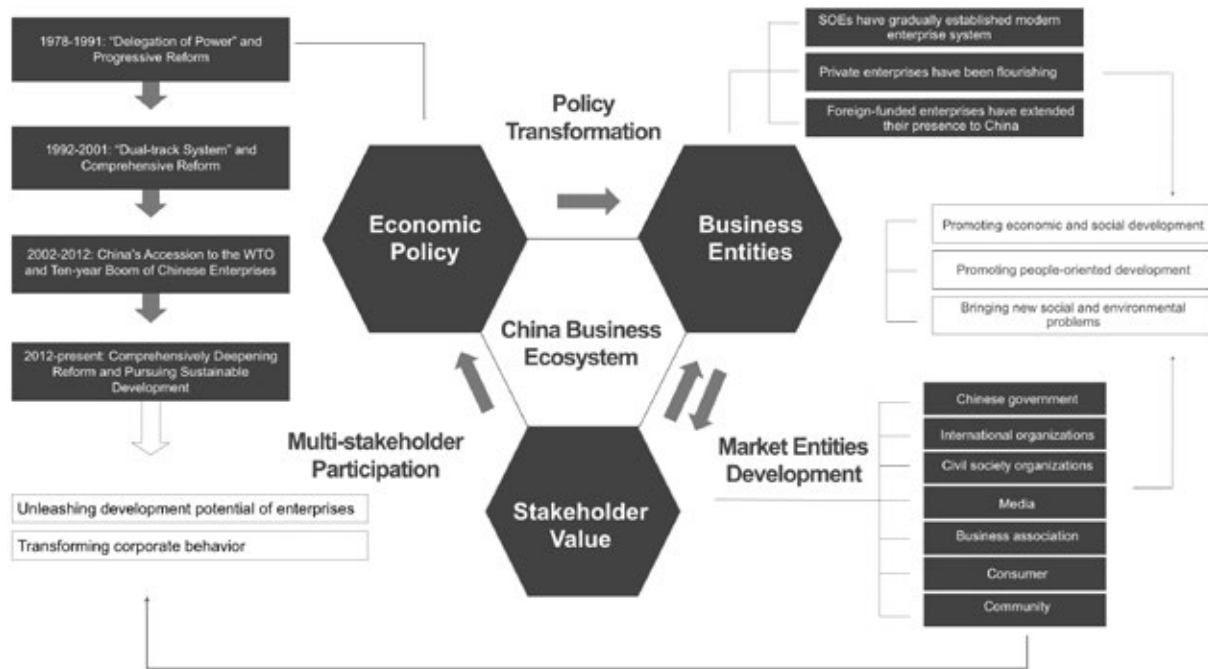 1978-1991: “Delegation of Power” and
Progressive Reform
1992-2001: “Dual-track System” and
Comprehensive Reform
2002-2012: China's Accession to the WTO
and Ten-year Boom of Chinese Enterprises
2012-present: Comprehensively Deepening
Reform and Pursuing Sustainable
Development
Unleashing development potential of enterprises
Transforming corporate behavior
Economic
Policy
Policy
Transformation
Business
Entities
China Business
Ecosystem
Multi-stakeholder
Participation
Stakeholder
Value
Market Entities
Development
SOEs have gradually established modern
enterprise system
Private enterprises have been flourishing
Foreign-funded enterprises have extended
their presence to China
Promoting economic and social development
Promoting people-oriented development
Bringing new social and environmental
problems
Chinese government
International organizations
Civil society organizations
Media
Business association
Consumer
Community